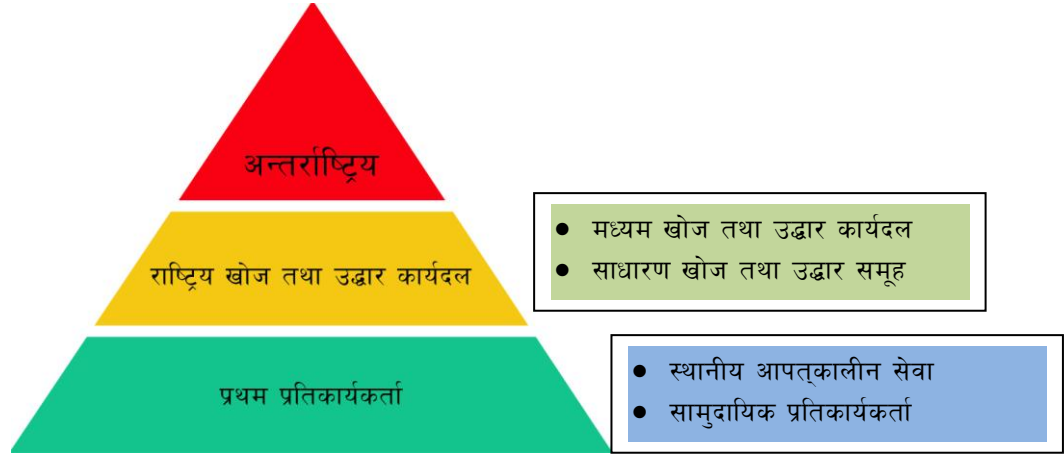 अन्तर्राष्ट्रिय
राष्ट्रिय खोज तथा उद्धार कार्यदल
● मध्यम खोज तथा उद्धार कार्यदल
● साधारण खोज तथा उद्धार समूह
प्रथम प्रतिकार्यकर्ता
● स्थानीय आपत्‌कालीन सेवा
● सामुदायिक प्रतिकार्यकर्ता